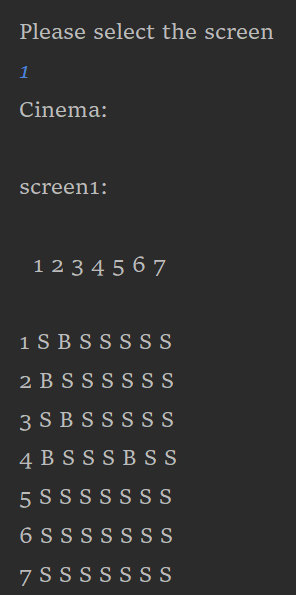 Please select the screen
1
Cinema:
screen1:
1 2 3 4 5 6 7
1 S B S S S S S
2 B S S S S S S
3 S B S S S S S
4 B S S S B S S
5 S S S S S S S
6 S S S S S S S
7 S S S S S S S